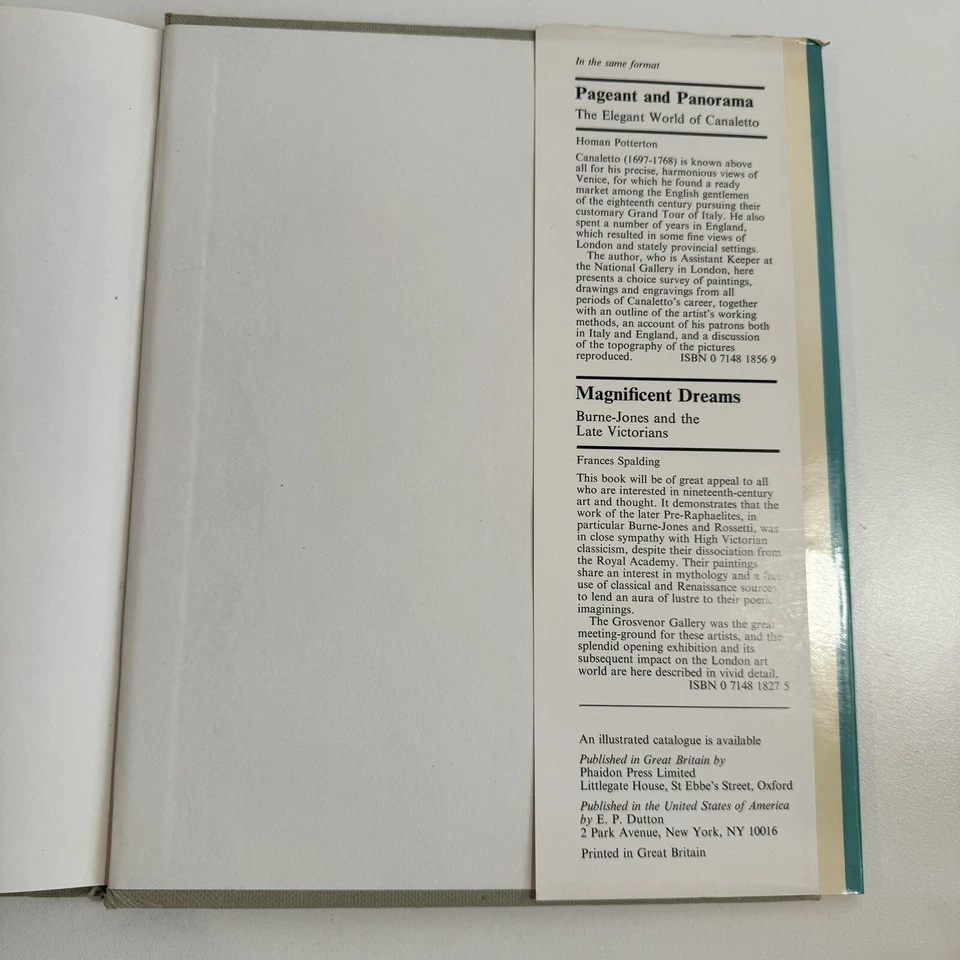 In the same format
Pageant and Panorama
The Elegant World of Canaletto
Homan Potterton
Canaletto (1697-1768) is known above
all for his precise, harmonious views of
Venice, for which he found a ready
market among the English gentlemen
of the eighteenth century pursuing their
customary Grand Tour of Italy. He also
spent a number of years in England,
which resulted in some fine views of
London and stately provincial settings.
The author, who is Assistant Keeper at
the National Gallery in London, here
presents a choice survey of paintings,
drawings and engravings from all
periods of Canaletto's career, together
with an outline of the artist's working
methods, an account of his patrons both
in Italy and England, and a discussion
of the topography of the pictures
reproduced. ISBN 0 7148 1856 9
Magnificent Dreams
Burne-Jones and the
Late Victorians
Frances Spalding
This book will be of great appeal to all
who are interested in nineteenth-century
art and thought. It demonstrates that the
work of the later Pre-Raphaelites, in
particular Burne-Jones and Rossetti, was
in close sympathy with High Victorian
classicism, despite their dissociation from
the Royal Academy. Their paintings
share an interest in mythology and a free
use of classical and Renaissance sources
to lend an aura of lustre to their poetic
imaginings.
The Grosvenor Gallery was the great
meeting-ground for these artists, and the
splendid opening exhibition and its
subsequent impact on the London art
world are here described in vivid detail.
ISBN 0 7148 1827 5
An illustrated catalogue is available
Published in Great Britain by
Phaidon Press Limited
Littlegate House, St Ebbe's Street, Oxford
Published in the United States of America
by E. P. Dutton
2 Park Avenue, New York, NY 10016
Printed in Great Britain